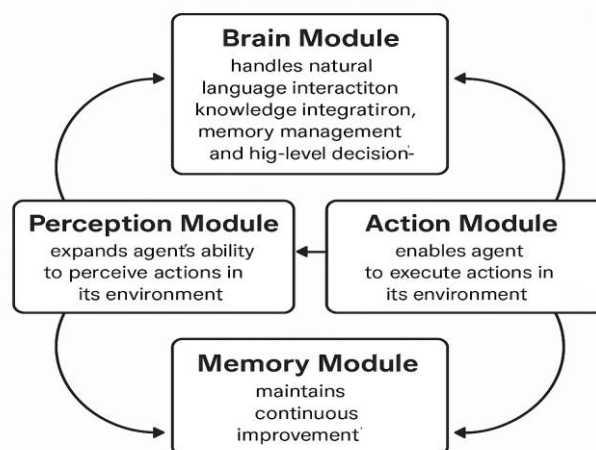 Brain Module
handles natural
language interactiton
knowledge integratiron,
memory management
and hig-level decision-
Perception Module
expands agent's ability
to perceive actions in
its environment
Action Module
enables agent
to execute actions in
its environment
Memory Module
maintains
continuous
improvement